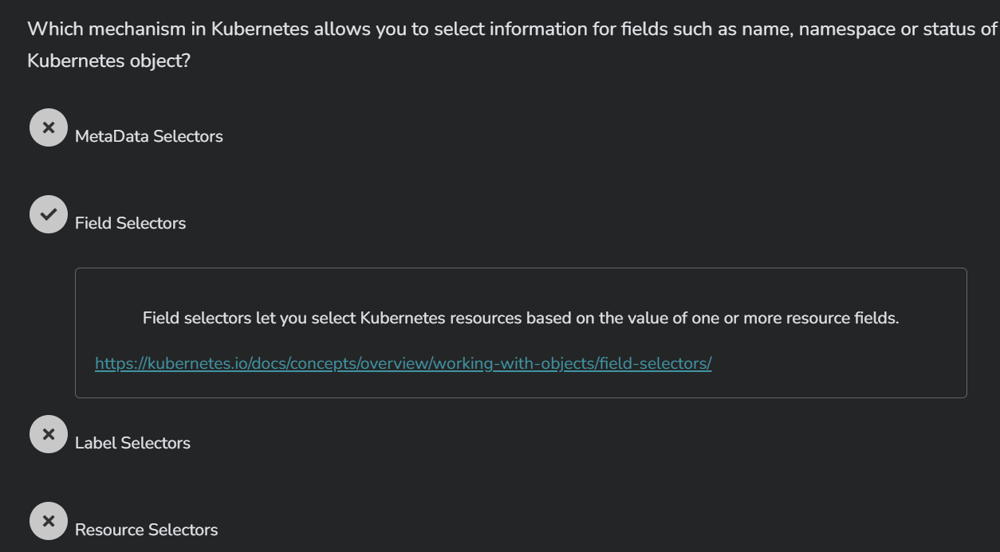 Which mechanism in Kubernetes allows you to select information for fields such as name, namespace or status of
Kubernetes object?
MetaData Selectors
Field Selectors
Field selectors let you select Kubernetes resources based on the value of one or more resource fields.
https://kubernetes.io/docs/concepts/overview/working-with-objects/field-selectors/
Label Selectors
Resource Selectors